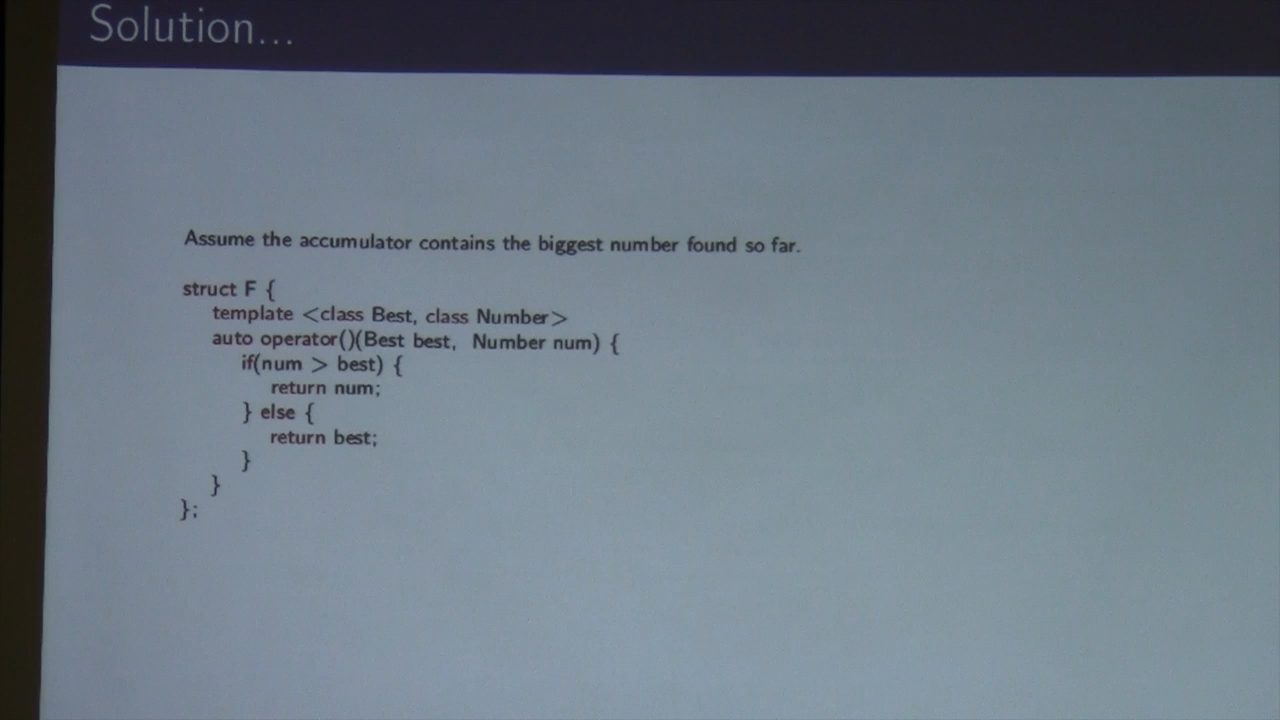 Solution...
Assume the accumulator contains the biggest number found so far.
struct F {
template <class Best, class Number>
auto operator()(Best best, Number num) {
if(num > best) {
return num;
} else {
return best;
}
}
};